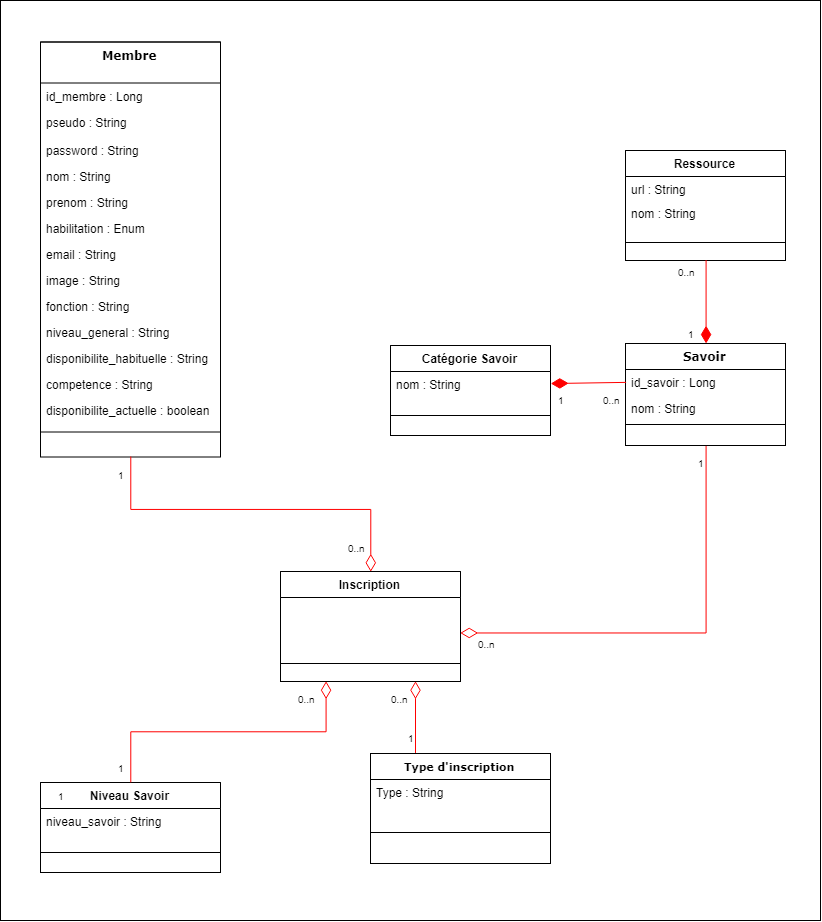 Membre
id_membre : Long
pseudo : String
password : String
nom : String
prenom : String
habilitation : Enum
email : String
image : String
fonction : String
niveau_general : String
disponibilite_habituelle : String
competence : String
disponibilite_actuelle : boolean
1
Ressource
url : String
nom : String
0..n
1
Savoir
id_savoir : Long
nom : String
1
Catégorie Savoir
nom : String
1
0..n
0..n
Inscription
0..n
0..n
0..n
1
1
1
Niveau Savoir
niveau_savoir : String
Type d'inscription
Type : String